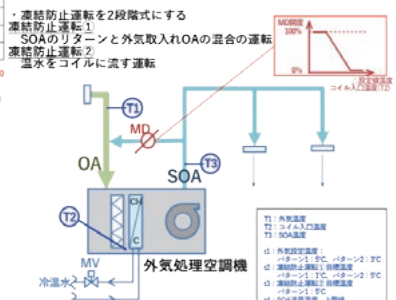 ・凍結防止運転を2段階式にする
凍結防止運転①
SOAのリターンと外気取入れOAの混合の運転
凍結防止運転②
温水をコイルに流す運転
MD開度
100%
0%
設定値温度
コイル入口温度(T2)
T1
MD
OA
SOA
T3
T2
CH
C
MV
冷温水
外気処理空調機
T1：外気温度
T2：コイル入口温度
T3：SOA温度
t1：外気設定温度：
パターン1：5℃、パターン2：3℃
t2：凍結防止運転1 目標温度
パターン1：1℃、パターン2：5℃
t3：凍結防止運転2 目標温度
パターン1：5℃